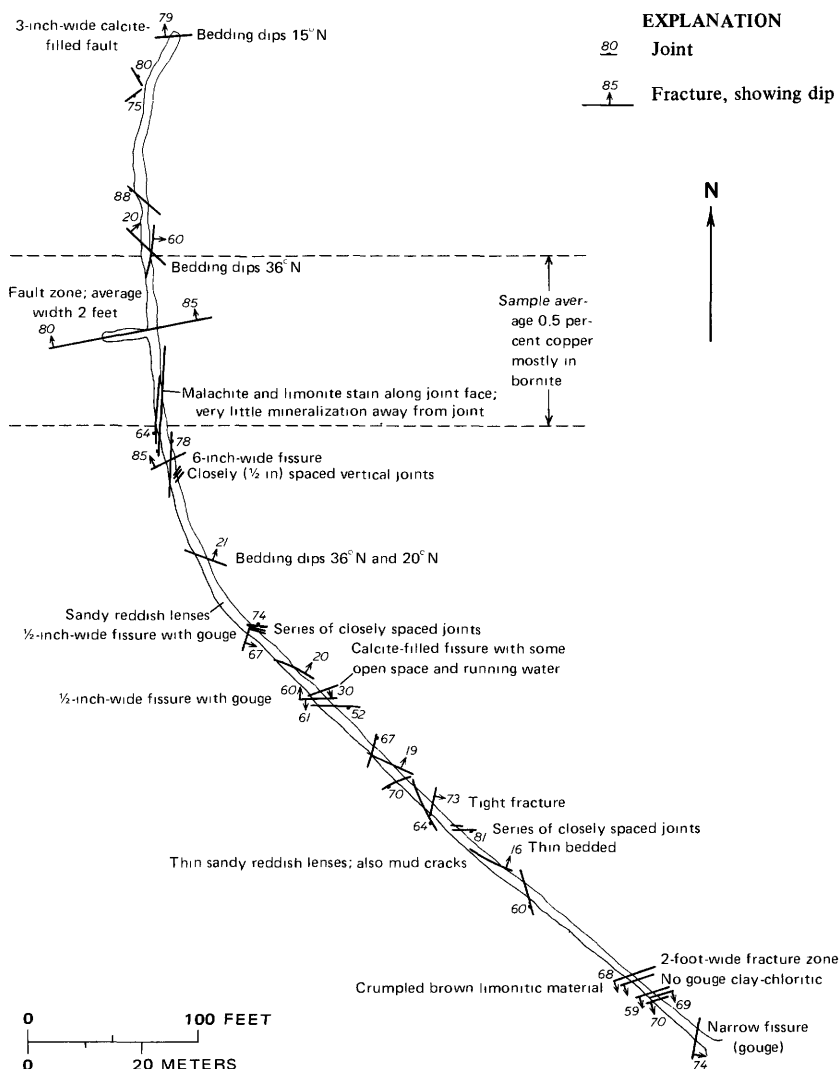 EXPLANATION
80
Joint
85
Fracture, showing dip
N
79
3-inch-wide calcite-
filled fault
Bedding dips 15°N
80
75
88
20
60
Bedding dips 36°N
Fault zone; average
width 2 feet
85
80
Sample aver-
age 0.5 per-
cent copper
mostly in
bornite
Malachite and limonite stain along joint face;
very little mineralization away from joint
64
78
85
6-inch-wide fissure
Closely (½ in) spaced vertical joints
21
Bedding dips 36°N and 20°N
Sandy reddish lenses
74
½-inch-wide fissure with gouge
Series of closely spaced joints
67
Calcite-filled fissure with some
open space and running water
20
60
30
½-inch-wide fissure with gouge
61
52
67
19
70
73
Tight fracture
64
81
Series of closely spaced joints
16
Thin bedded
Thin sandy reddish lenses; also mud cracks
60
2-foot-wide fracture zone
68
No gouge clay-chloritic
Crumpled brown limonitic material
59
70
69
Narrow fissure
(gouge)
74
0
100 FEET
0
20 METERS